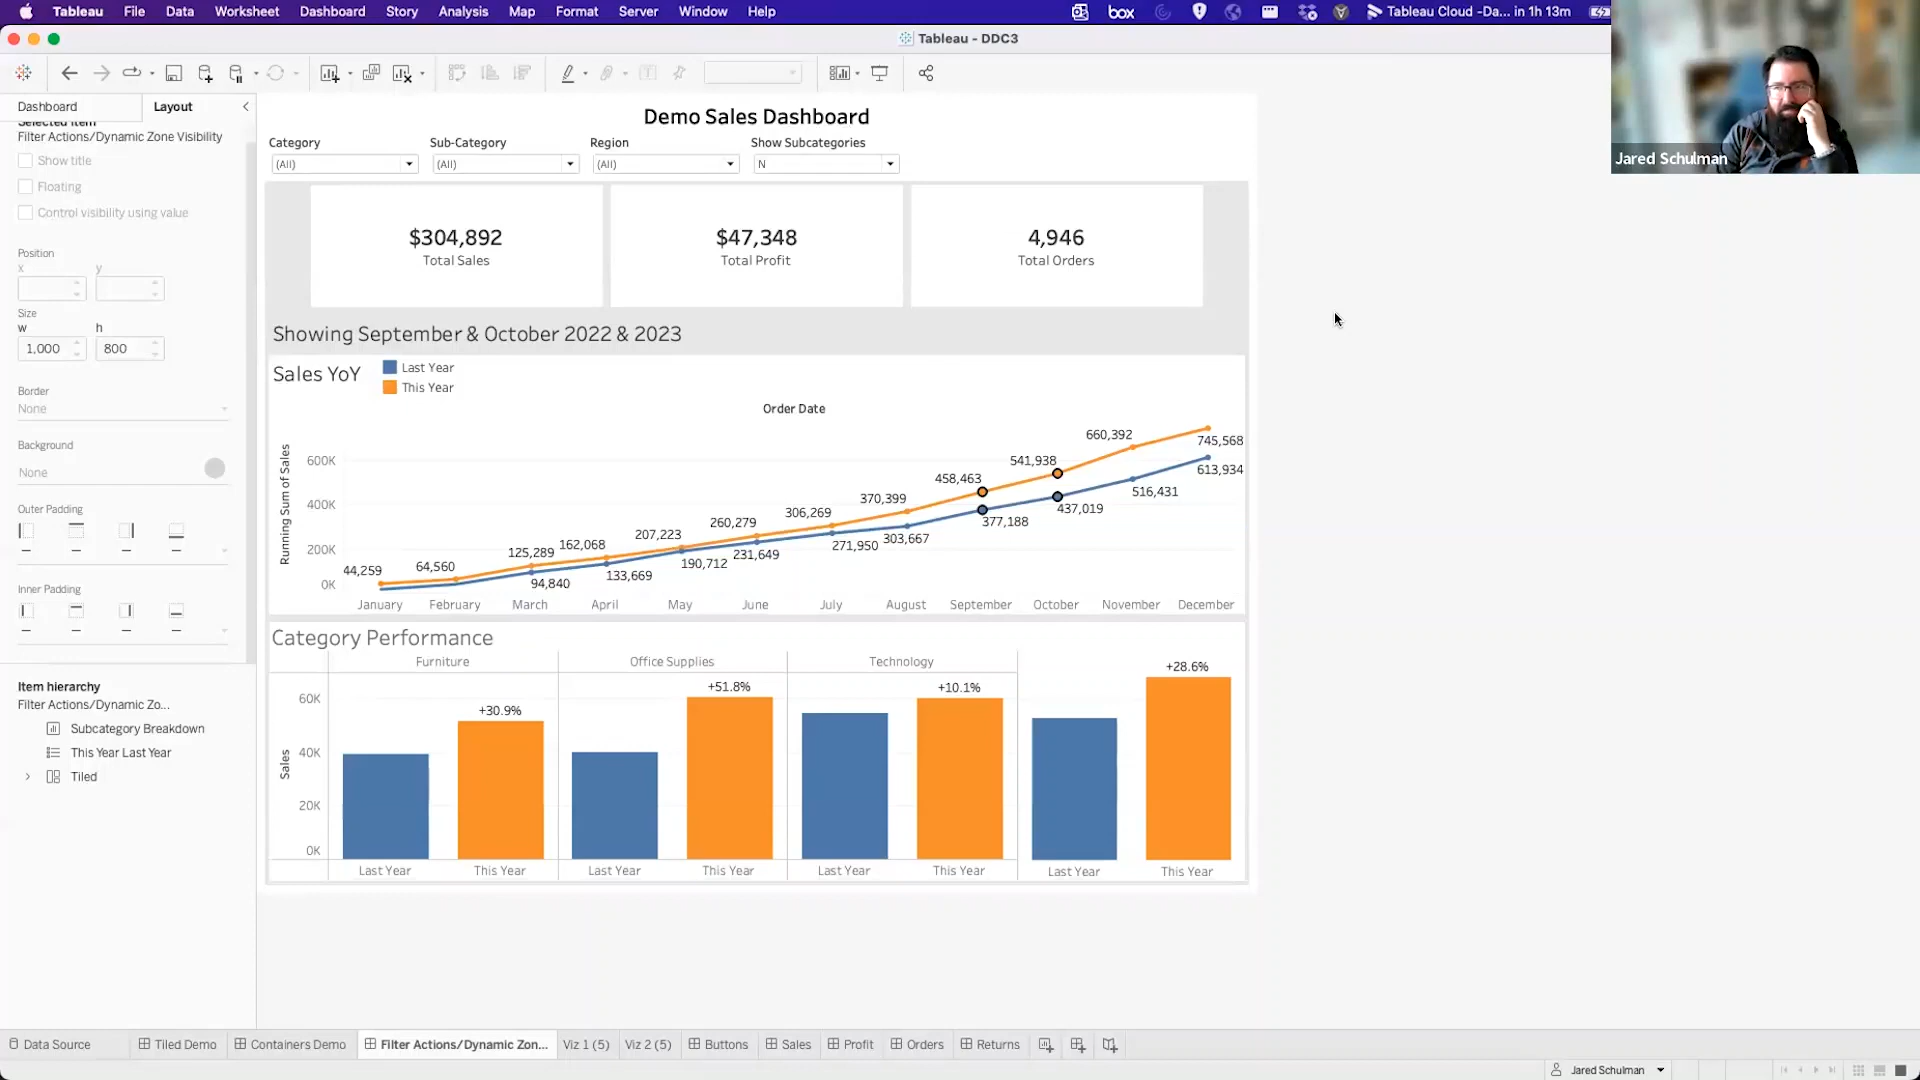 Tableau File Data Worksheet Dashboard Story Analysis Map Format Server Window Help box Tableau Cloud -Da... in 1h 13m
Tableau - DDC3
Jared Schulman
Dashboard Layout
Selected item
Filter Actions/Dynamic Zone Visibility
Show title
Floating
Control visibility using value
Position
x y
Size
w h
1,000 800
Border
None
Background
None
Outer Padding
Inner Padding
Item hierarchy
Filter Actions/Dynamic Zo...
Subcategory Breakdown
This Year Last Year
Tiled
Demo Sales Dashboard
Category Sub-Category Region Show Subcategories
(All) (All) (All) N
$304,892 $47,348 4,946
Total Sales Total Profit Total Orders
Showing September & October 2022 & 2023
Sales YoY
Last Year
This Year
Order Date
Running Sum of Sales
600K
400K
200K
0K
44,259 64,560 125,289 162,068 207,223 260,279 306,269 370,399 458,463 541,938 660,392 745,568
94,840 133,669 190,712 231,649 271,950 303,667 377,188 437,019 516,431 613,934
January February March April May June July August September October November December
Category Performance
Furniture Office Supplies Technology
+30.9% +51.8% +10.1% +28.6%
Sales
60K
40K
20K
0K
Last Year This Year Last Year This Year Last Year This Year Last Year This Year
Data Source Tiled Demo Containers Demo Filter Actions/Dynamic Zon... Viz 1 (5) Viz 2 (5) Buttons Sales Profit Orders Returns
Jared Schulman